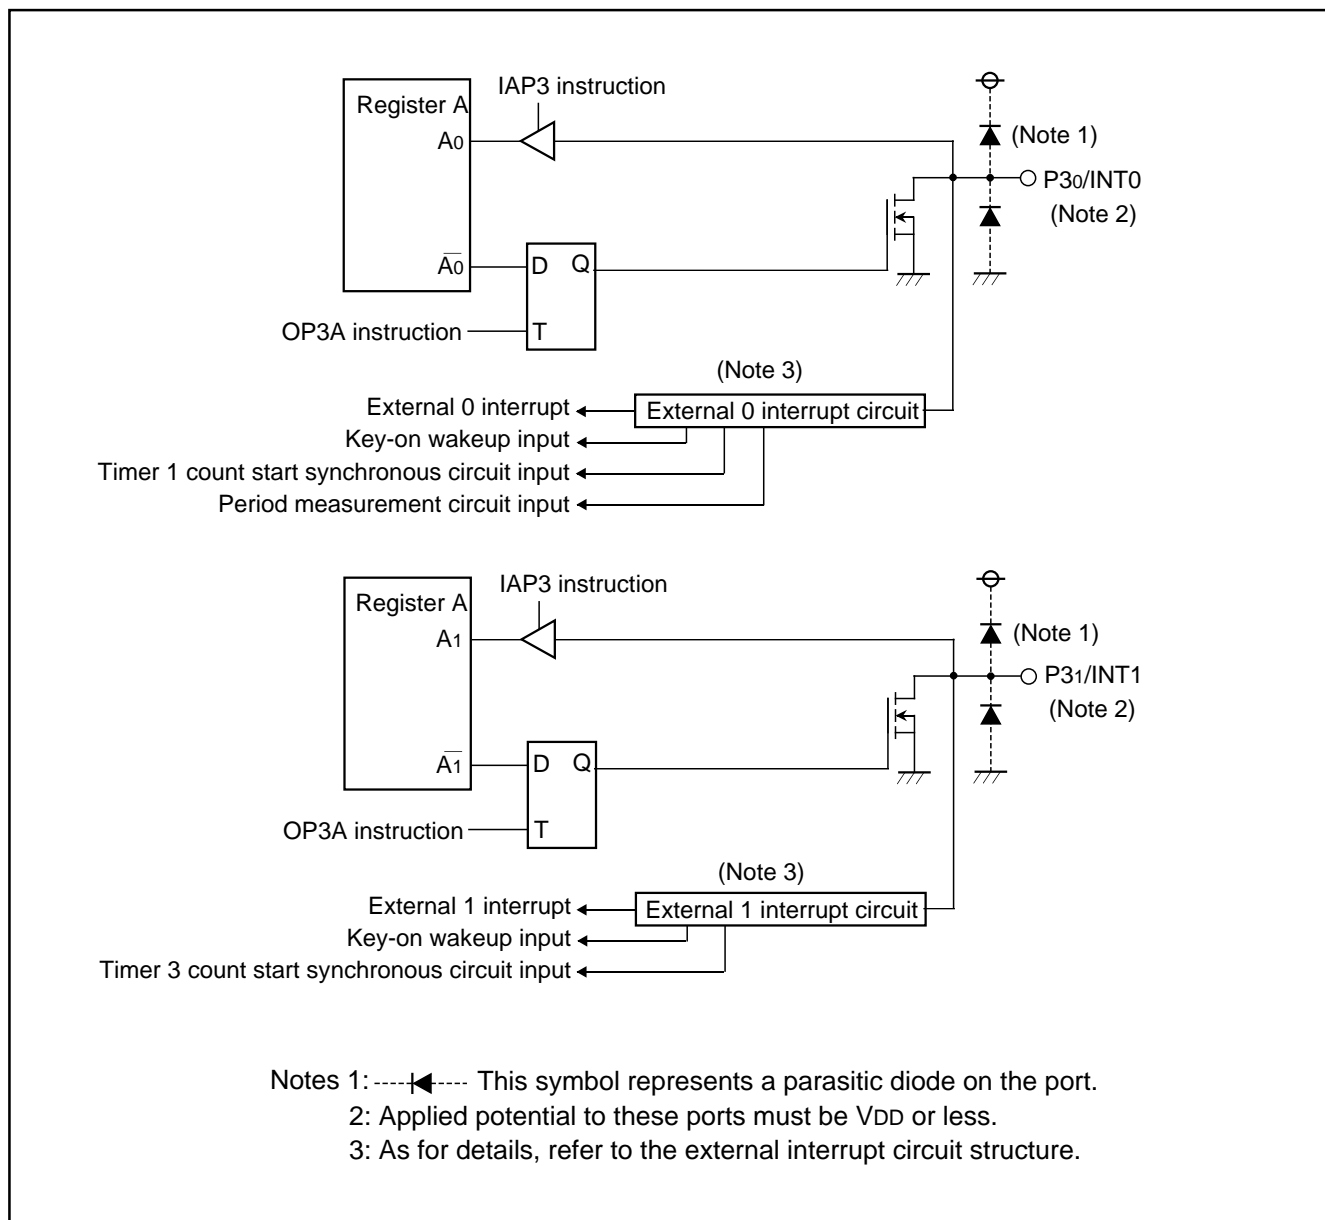 IAP3 instruction
Register A
A0
(Note 1)
P30/INT0
(Note 2)
A̅0̅
D Q
OP3A instruction
T
(Note 3)
External 0 interrupt
External 0 interrupt circuit
Key-on wakeup input
Timer 1 count start synchronous circuit input
Period measurement circuit input
IAP3 instruction
Register A
A1
(Note 1)
P31/INT1
(Note 2)
A̅1̅
D Q
OP3A instruction
T
(Note 3)
External 1 interrupt
External 1 interrupt circuit
Key-on wakeup input
Timer 3 count start synchronous circuit input
Notes 1: This symbol represents a parasitic diode on the port.
2: Applied potential to these ports must be VDD or less.
3: As for details, refer to the external interrupt circuit structure.